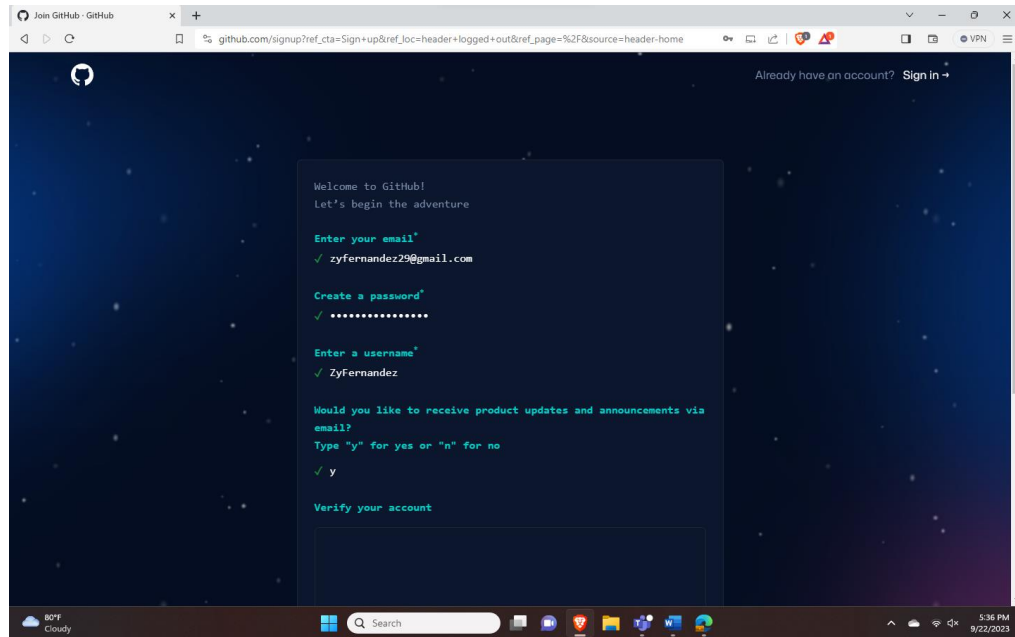 Join GitHub · GitHub
github.com/signup?ref_cta=Sign+up&ref_loc=header+logged+out&ref_page=%2F&source=header-home
VPN
Already have an account? Sign in →
Welcome to GitHub!
Let's begin the adventure
Enter your email*
✓ zyfernandez29@gmail.com
Create a password*
✓ ••••••••••••••••
Enter a username*
✓ ZyFernandez
Would you like to receive product updates and announcements via
email?
Type "y" for yes or "n" for no
✓ y
Verify your account
80°F
Cloudy
Search
5:36 PM
9/22/2023